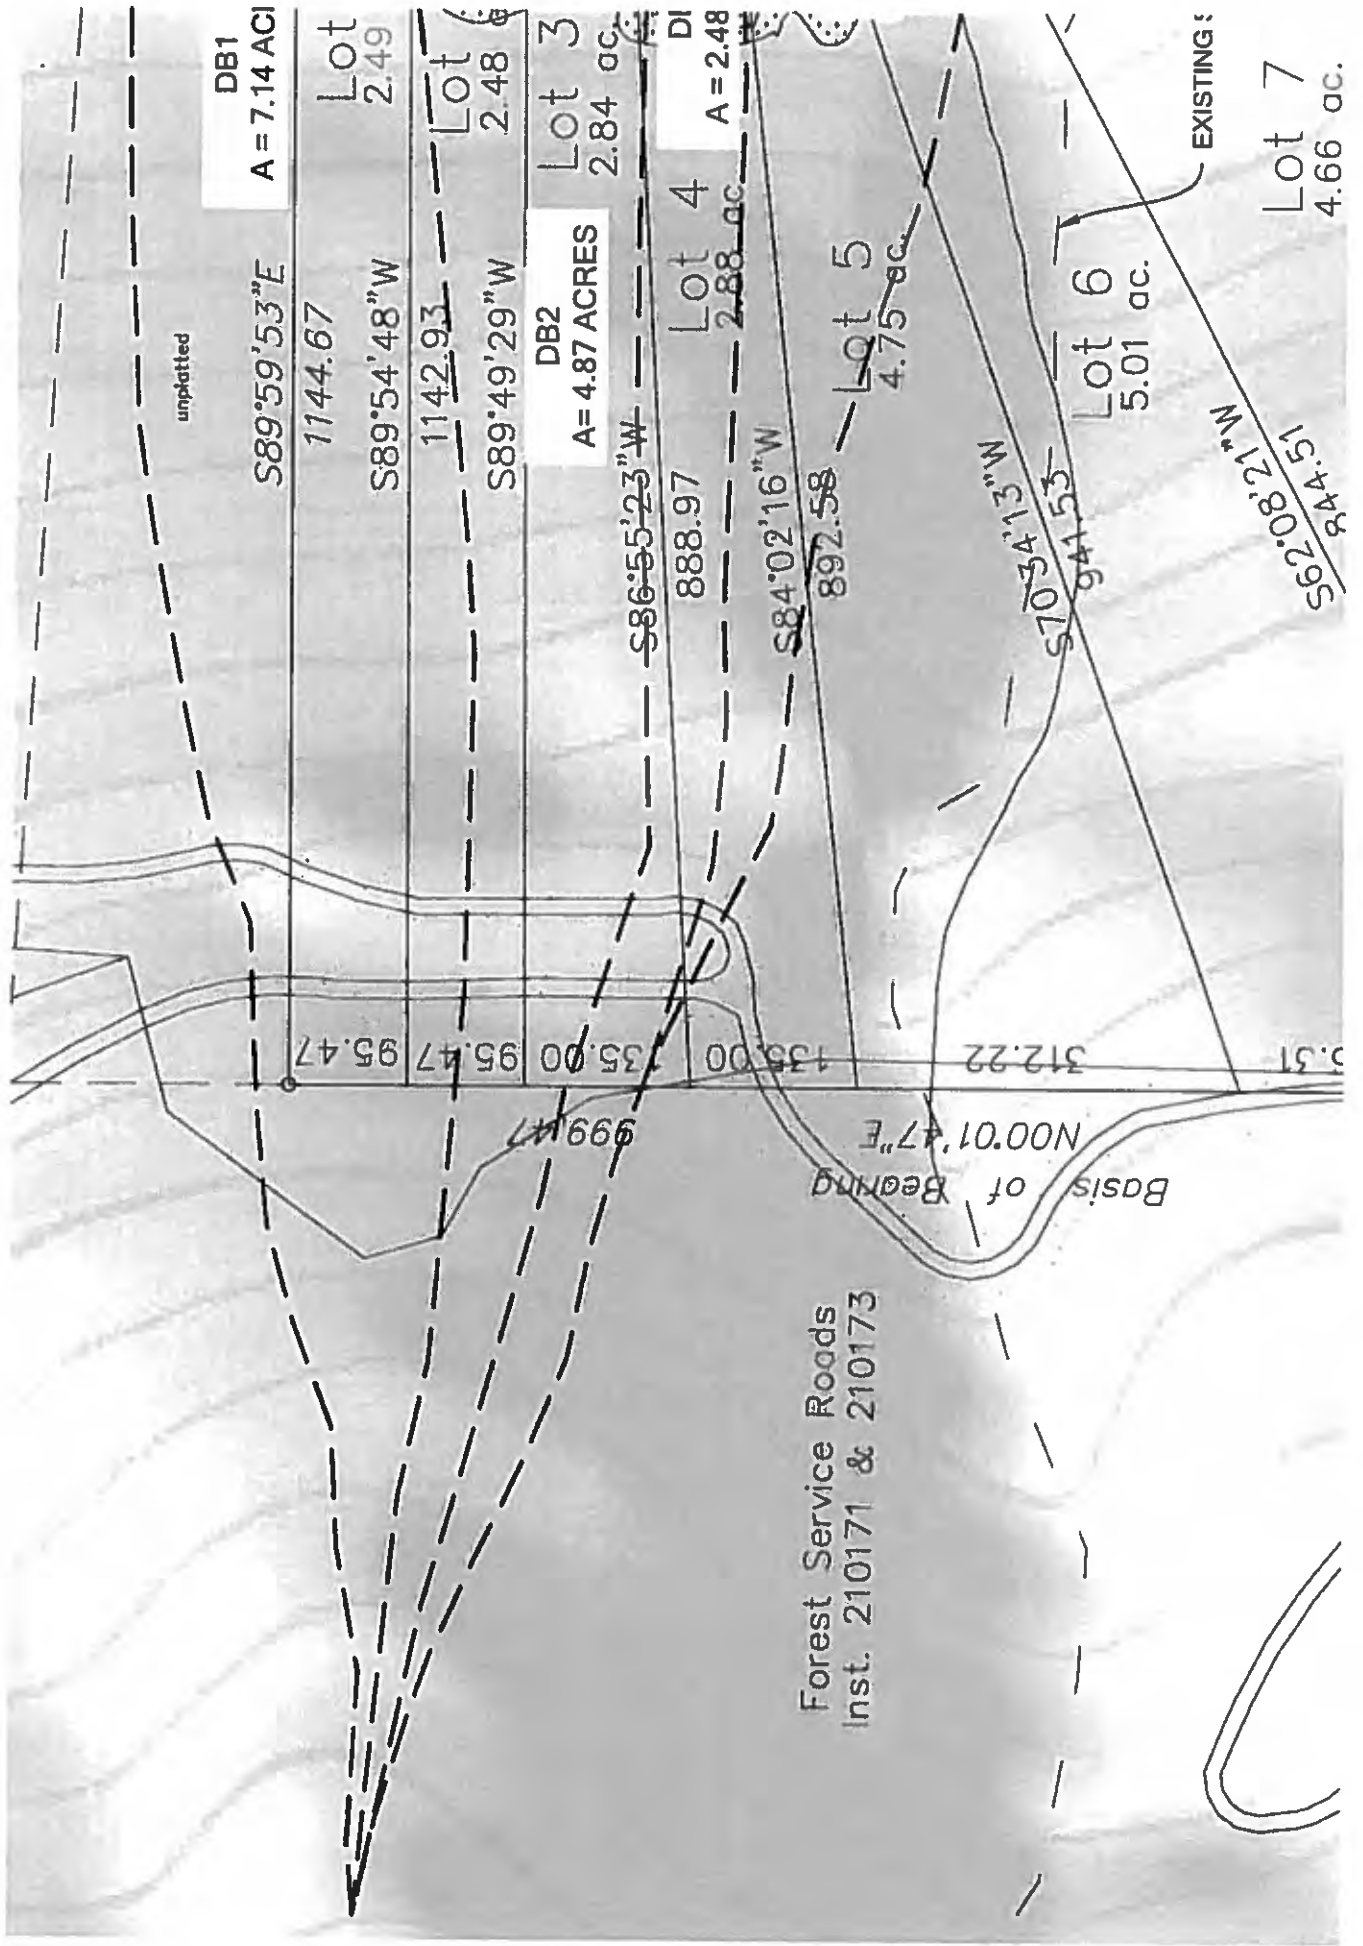 DB1
A = 7.14 ACI
Lot
2.49
Lot
2.48
Lot 3
2.84 ac.
A = 2.48
unplatted
S89°59'53"E
1144.67
S89°54'48"W
1142.93
S89°49'29"W
DB2
A= 4.87 ACRES
S86°55'23"W
888.97
Lot 4
2.88 ac.
S84°02'16"W
892.58
Lot 5
4.75 ac.
S70°34'13"W
941.53
Lot 6
5.01 ac.
EXISTING
Lot 7
4.66 ac.
S62°08'21"W
844.51
95.47
95.47
95.47
135.00
135.00
312.22
5.31
999.47
N00°01'47"E
Basis of Bearing
Forest Service Roads
Inst. 210171 & 210173